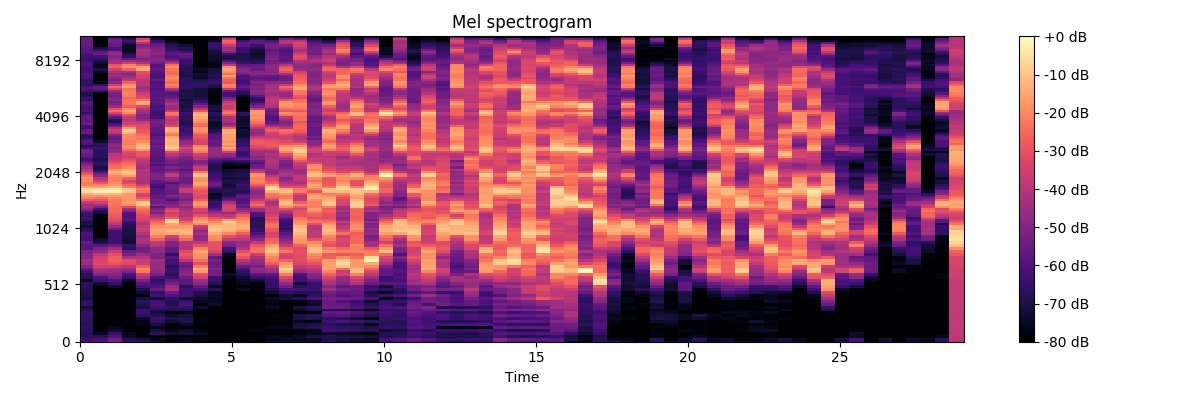 Mel spectrogram
8192
4096
2048
1024
512
0
Hz
0 5 10 15 20 25
Time
+0 dB
-10 dB
-20 dB
-30 dB
-40 dB
-50 dB
-60 dB
-70 dB
-80 dB